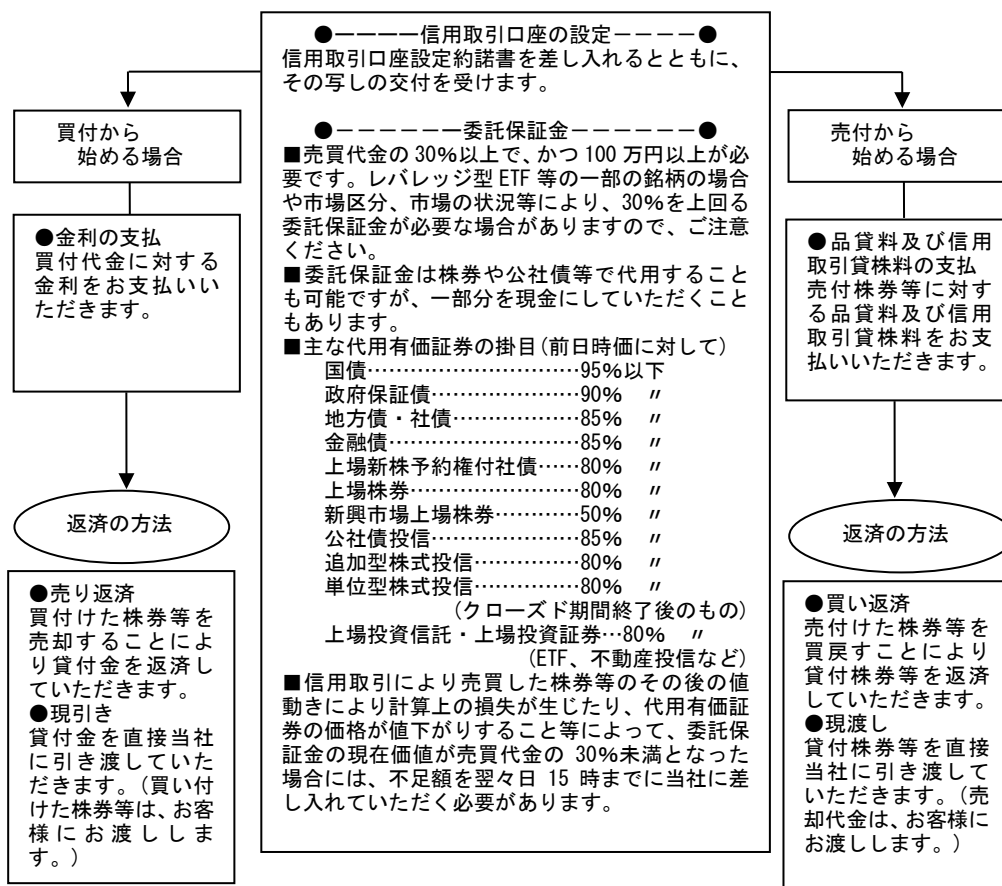 ●――――信用取引口座の設定――――●
信用取引口座設定約諾書を差し入れるとともに、
その写しの交付を受けます。
●――――――委託保証金――――――●
■売買代金の30%以上で、かつ100万円以上が必
要です。レバレッジ型ETF等の一部の銘柄の場合
や市場区分、市場の状況等により、30%を上回る
委託保証金が必要な場合がありますので、ご注意
ください。
■委託保証金は株券や公社債等で代用すること
も可能ですが、一部分を現金にしていただくこと
もあります。
■主な代用有価証券の掛目(前日時価に対して)
国債…………………………95%以下
政府保証債…………………90% 〃
地方債・社債………………85% 〃
金融債………………………85% 〃
上場新株予約権付社債……80% 〃
上場株券……………………80% 〃
新興市場上場株券…………50% 〃
公社債投信…………………85% 〃
追加型株式投信……………80% 〃
単位型株式投信……………80% 〃
(クローズド期間終了後のもの)
上場投資信託・上場投資証券…80% 〃
(ETF、不動産投信など)
■信用取引により売買した株券等のその後の値
動きにより計算上の損失が生じたり、代用有価証
券の価格が値下がりすること等によって、委託保
証金の現在価値が売買代金の30%未満となった
場合には、不足額を翌々日15時までに当社に差
し入れていただく必要があります。
買付から
始める場合
●金利の支払
買付代金に対する
金利をお支払いい
ただきます。
返済の方法
●売り返済
買付けた株券等を
売却することによ
り貸付金を返済し
ていただきます。
●現引き
貸付金を直接当社
に引き渡していた
だきます。(買い付
けた株券等は、お客
様にお渡ししま
す。)
売付から
始める場合
●品貸料及び信用
取引貸株料の支払
売付株券等に対す
る品貸料及び信用
取引貸株料をお支
払いいただきます。
返済の方法
●買い返済
売付けた株券等を
買戻すことにより
貸付株券等を返済
していただきます。
●現渡し
貸付株券等を直接
当社に引き渡して
いただきます。(売
却代金は、お客様に
お渡しします。)